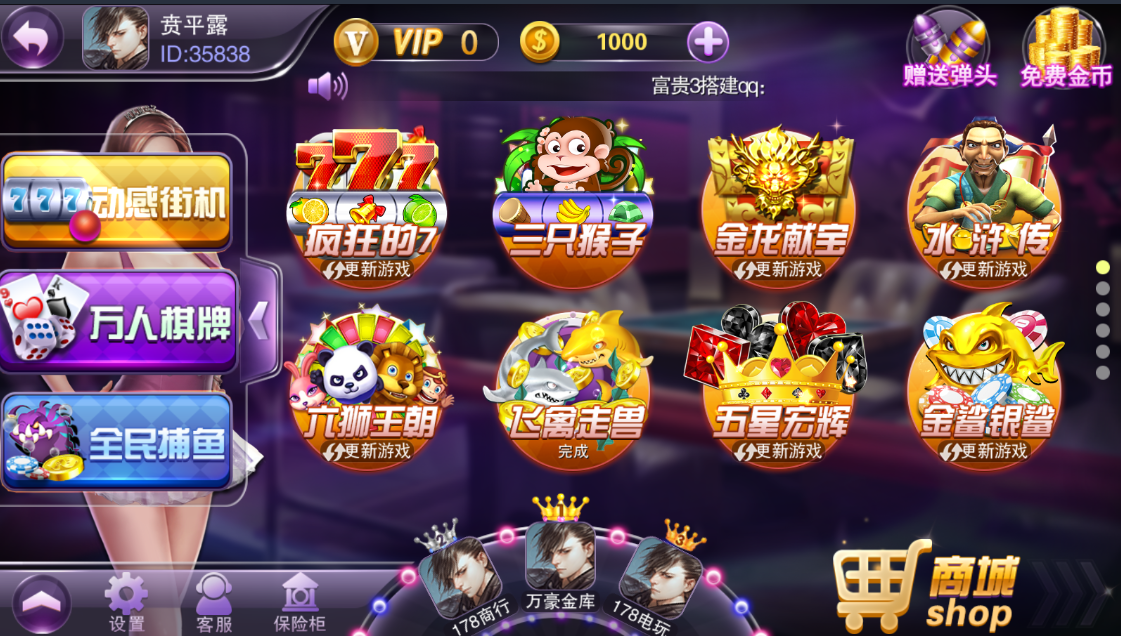 贲平露
ID:35838
V VIP 0
$ 1000
赠送弹头
免费金币
富贵3搭建qq:
777动感街机
万人棋牌
全民捕鱼
777
疯狂的7
更新游戏
三只猴子
金龙献宝
更新游戏
水浒传
更新游戏
六狮王朝
更新游戏
飞禽走兽
完成
五星宏辉
更新游戏
金鲨银鲨
更新游戏
2
1
3
178商行
万豪金库
178电玩
设置
客服
保险柜
商城
shop